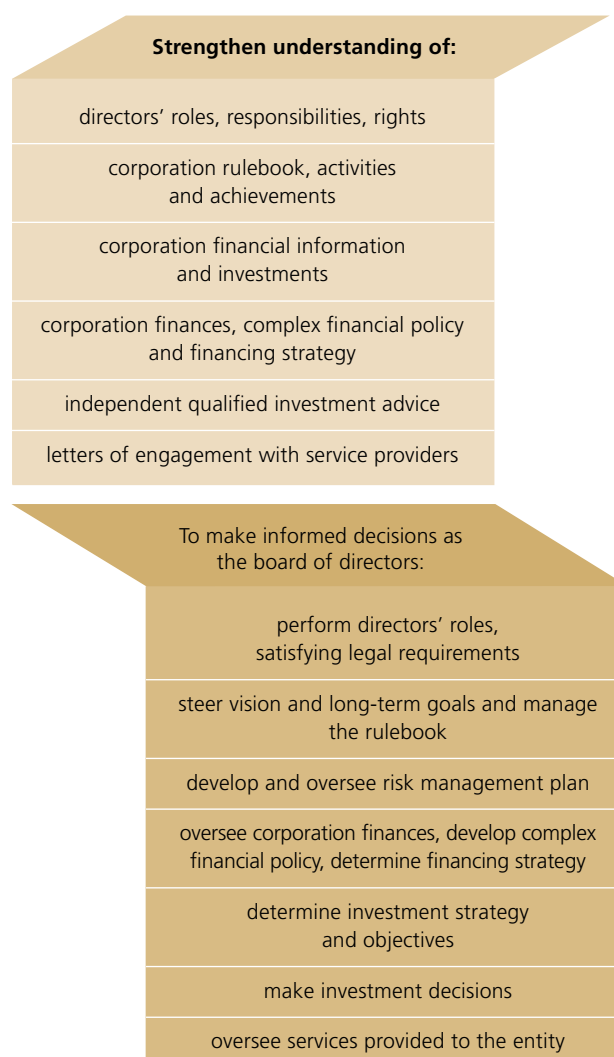 Strengthen understanding of:
directors’ roles, responsibilities, rights
corporation rulebook, activities
and achievements
corporation financial information
and investments
corporation finances, complex financial policy
and financing strategy
independent qualified investment advice
letters of engagement with service providers
To make informed decisions as
the board of directors:
perform directors’ roles,
satisfying legal requirements
steer vision and long-term goals and manage
the rulebook
develop and oversee risk management plan
oversee corporation finances, develop complex
financial policy, determine financing strategy
determine investment strategy
and objectives
make investment decisions
oversee services provided to the entity